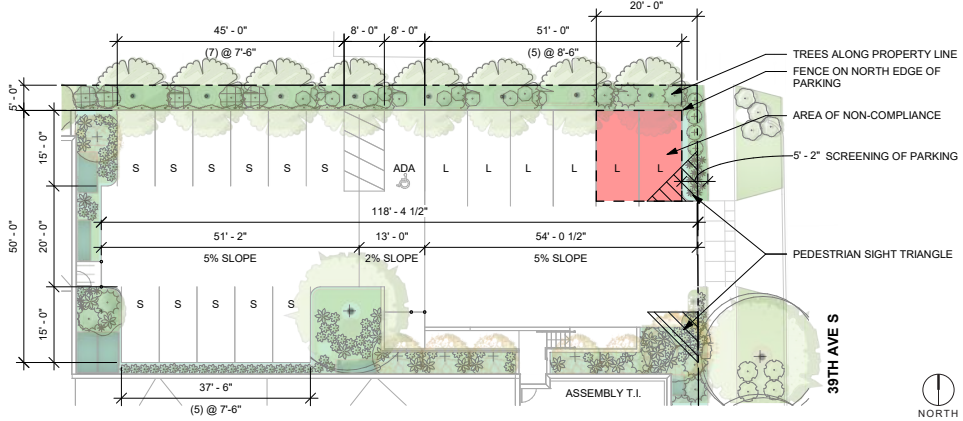 20' - 0"
45' - 0"
8' - 0"
8' - 0"
51' - 0"
(7) @ 7'-6"
(5) @ 8'-6"
TREES ALONG PROPERTY LINE
FENCE ON NORTH EDGE OF
PARKING
AREA OF NON-COMPLIANCE
5' - 2" SCREENING OF PARKING
PEDESTRIAN SIGHT TRIANGLE
5' - 0"
15' - 0"
50' - 0"
20' - 0"
15' - 0"
S S S S S S ADA L L L L L L
118' - 4 1/2"
51' - 2"
13' - 0"
54' - 0 1/2"
5% SLOPE
2% SLOPE
5% SLOPE
S S S S S
37' - 6"
(5) @ 7'-6"
ASSEMBLY T.I.
39TH AVE S
NORTH